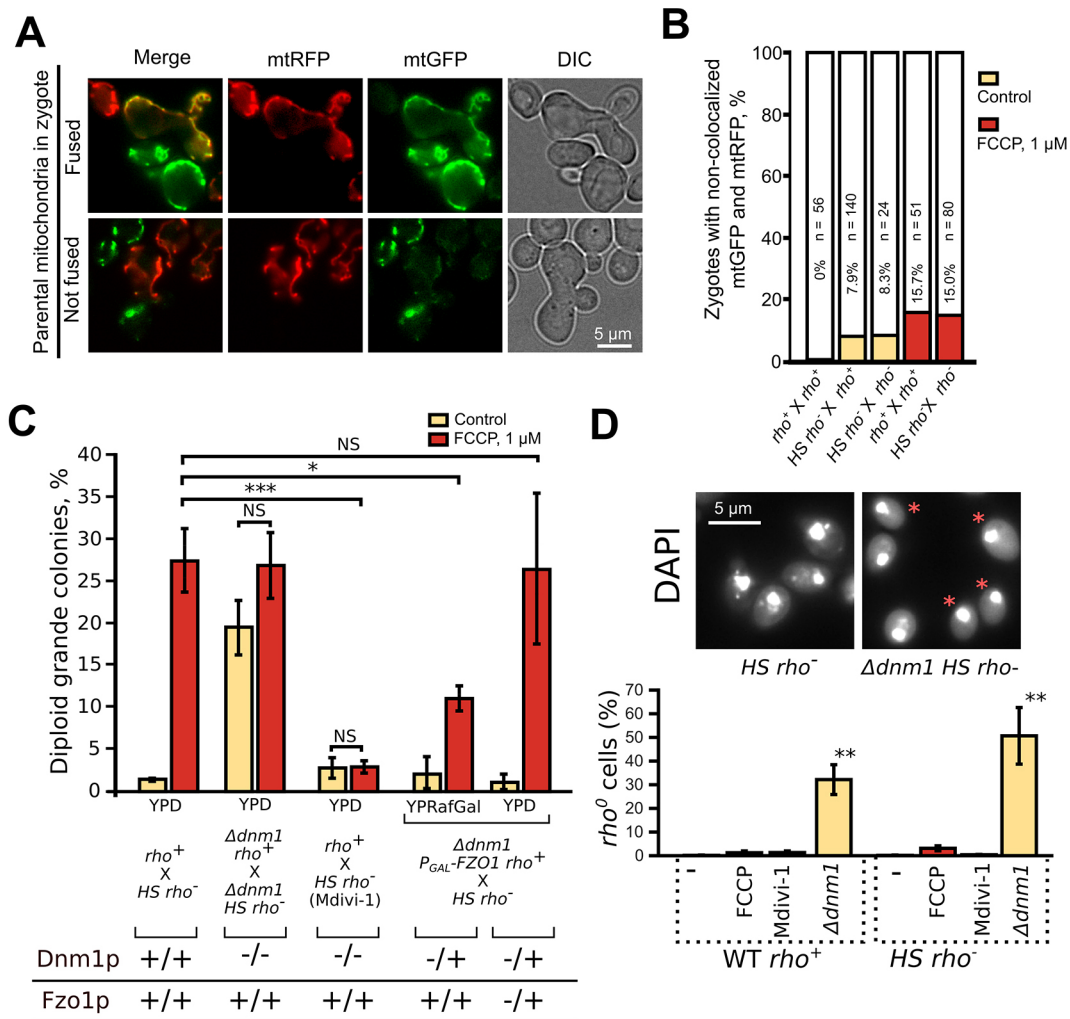 A
Merge
mtRFP
mtGFP
DIC
Parental mitochondria in zygote
Fused
Not fused
5 µm
B
Zygotes with non-colocalized
mtGFP and mtRFP, %
100
80
60
40
20
0
0% n = 56
7.9% n = 140
8.3% n = 24
15.7% n = 51
15.0% n = 80
Control
FCCP, 1 µM
rho+ X rho+
HS rho- X rho+
HS rho- X rho-
rho+ X rho+
HS rho- X rho-
C
Control
FCCP, 1 µM
Diploid grande colonies, %
40
35
30
25
20
15
10
5
0
NS
*
***
NS
NS
YPD
YPD
YPD
YPRafGal
YPD
rho+
X
HS rho-
Δdnm1
rho+
X
Δdnm1
HS rho-
rho+
X
HS rho-
(Mdivi-1)
Δdnm1
PGAL-FZO1 rho+
X
HS rho-
Dnm1p +/+ -/- -/- -/+ -/+
Fzo1p +/+ +/+ +/+ +/+ -/+
D
DAPI
5 µm
* * * *
HS rho-
Δdnm1 HS rho-
rho0 cells (%)
70
60
50
40
30
20
10
0
**
**
-
FCCP
Mdivi-1
Δdnm1
-
FCCP
Mdivi-1
Δdnm1
WT rho+
HS rho-